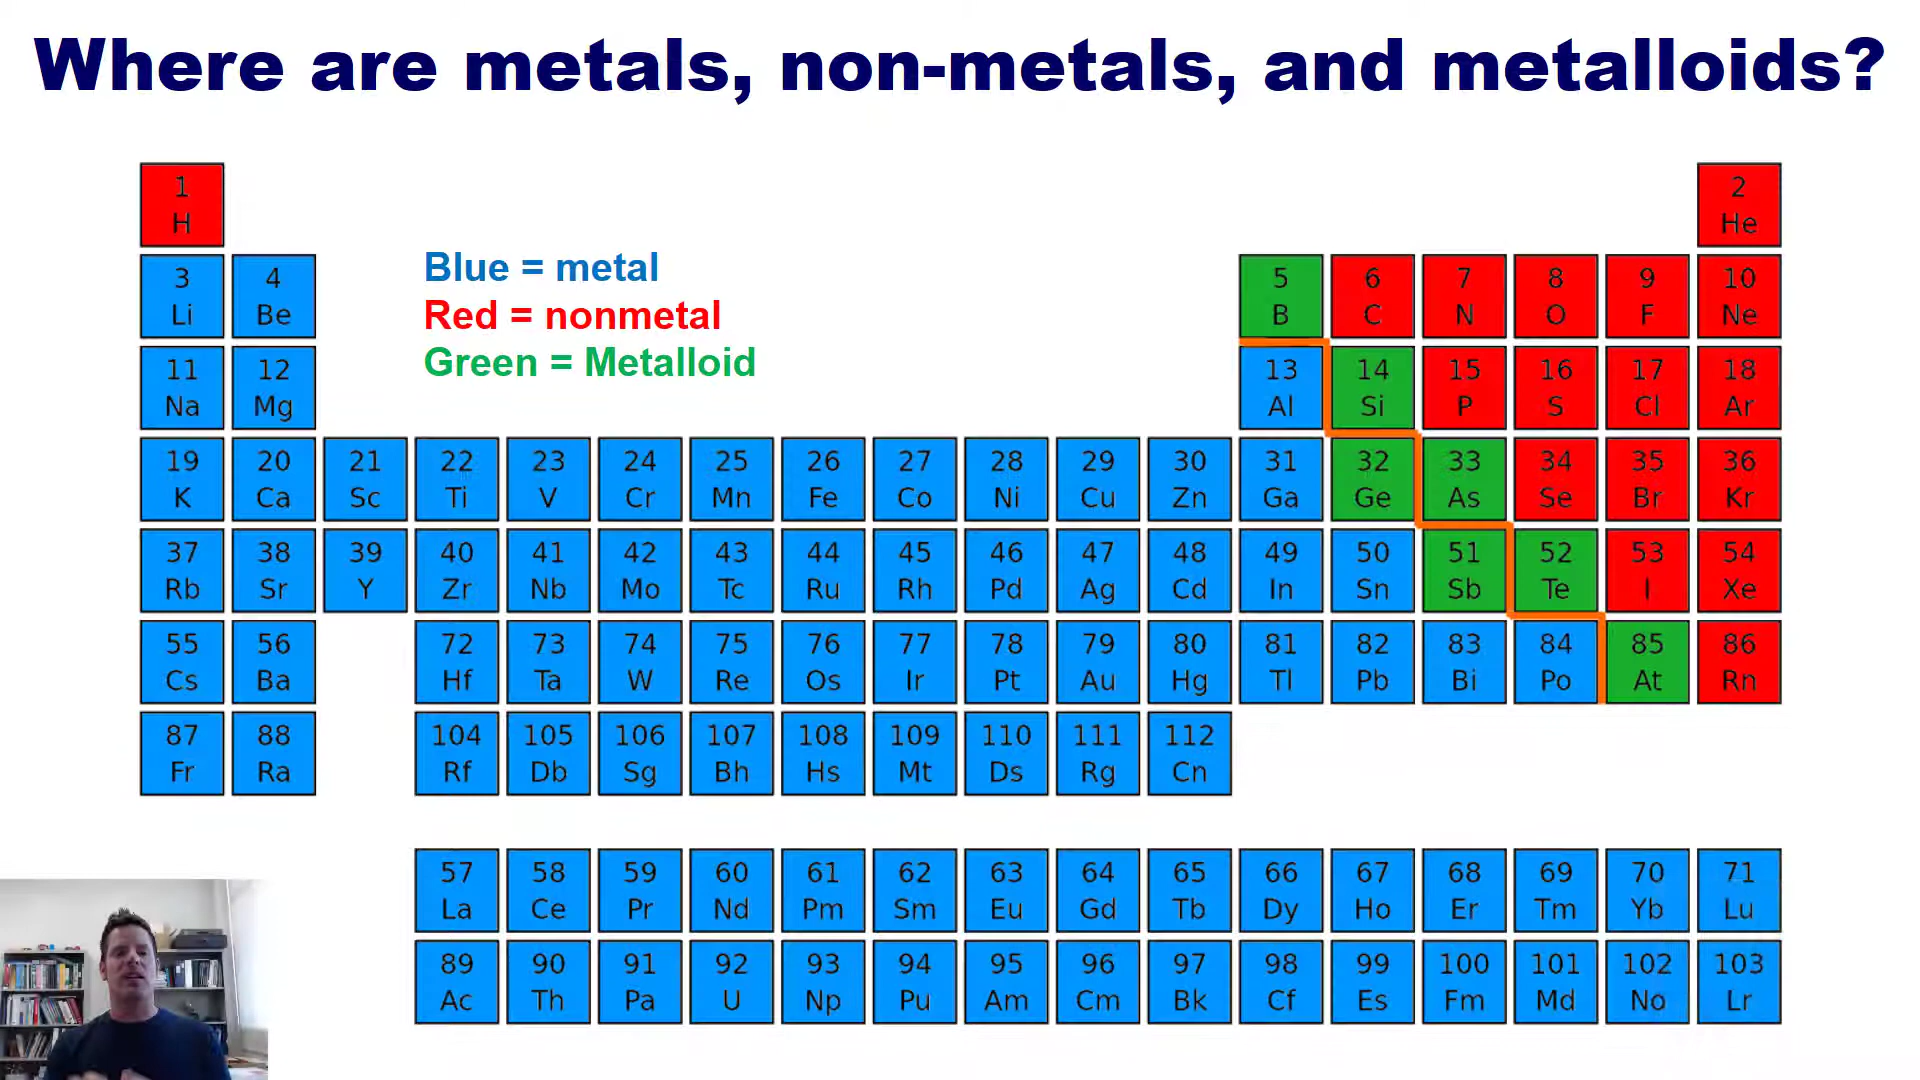 Where are metals, non-metals, and metalloids?
1 2
H He
Blue = metal
Red = nonmetal
Green = Metalloid
3 4 5 6 7 8 9 10
Li Be B C N O F Ne
11 12 13 14 15 16 17 18
Na Mg Al Si P S Cl Ar
19 20 21 22 23 24 25 26 27 28 29 30 31 32 33 34 35 36
K Ca Sc Ti V Cr Mn Fe Co Ni Cu Zn Ga Ge As Se Br Kr
37 38 39 40 41 42 43 44 45 46 47 48 49 50 51 52 53 54
Rb Sr Y Zr Nb Mo Tc Ru Rh Pd Ag Cd In Sn Sb Te I Xe
55 56 72 73 74 75 76 77 78 79 80 81 82 83 84 85 86
Cs Ba Hf Ta W Re Os Ir Pt Au Hg Tl Pb Bi Po At Rn
87 88 104 105 106 107 108 109 110 111 112
Fr Ra Rf Db Sg Bh Hs Mt Ds Rg Cn
57 58 59 60 61 62 63 64 65 66 67 68 69 70 71
La Ce Pr Nd Pm Sm Eu Gd Tb Dy Ho Er Tm Yb Lu
89 90 91 92 93 94 95 96 97 98 99 100 101 102 103
Ac Th Pa U Np Pu Am Cm Bk Cf Es Fm Md No Lr